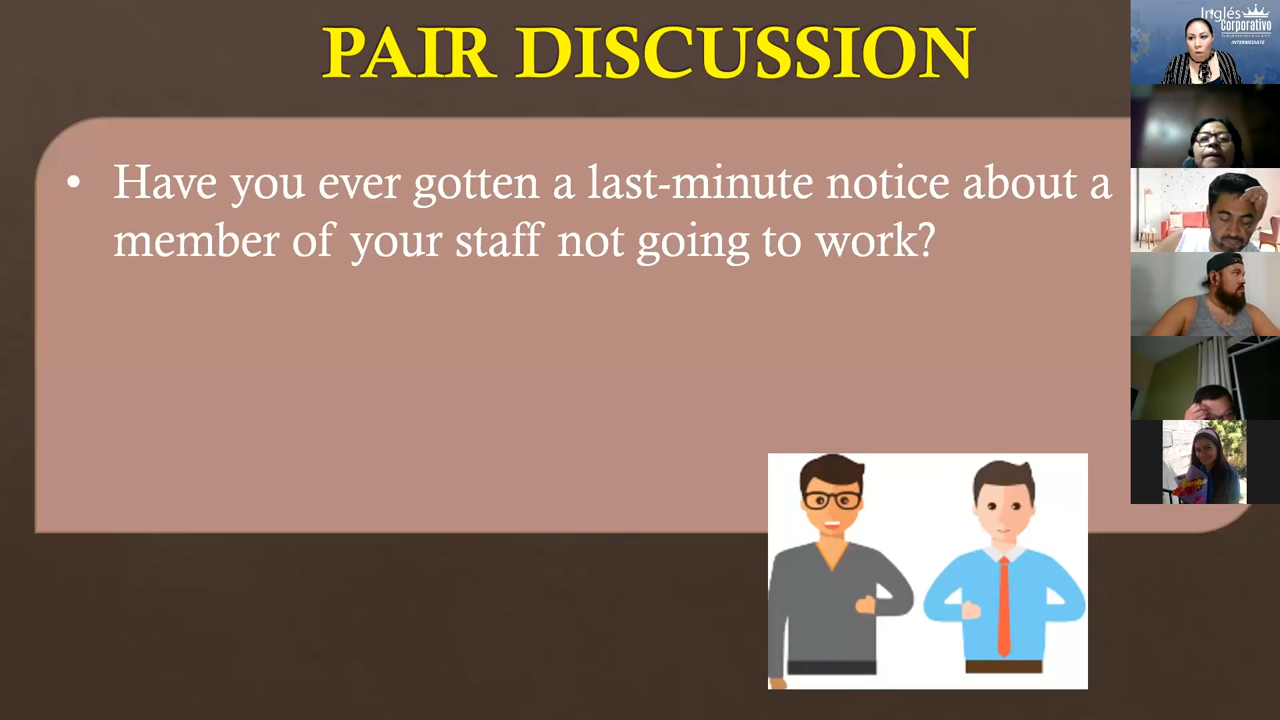 PAIR DISCUSSION
• Have you ever gotten a last-minute notice about a
member of your staff not going to work?
Inglés
Corporativo
INTERMEDIATE